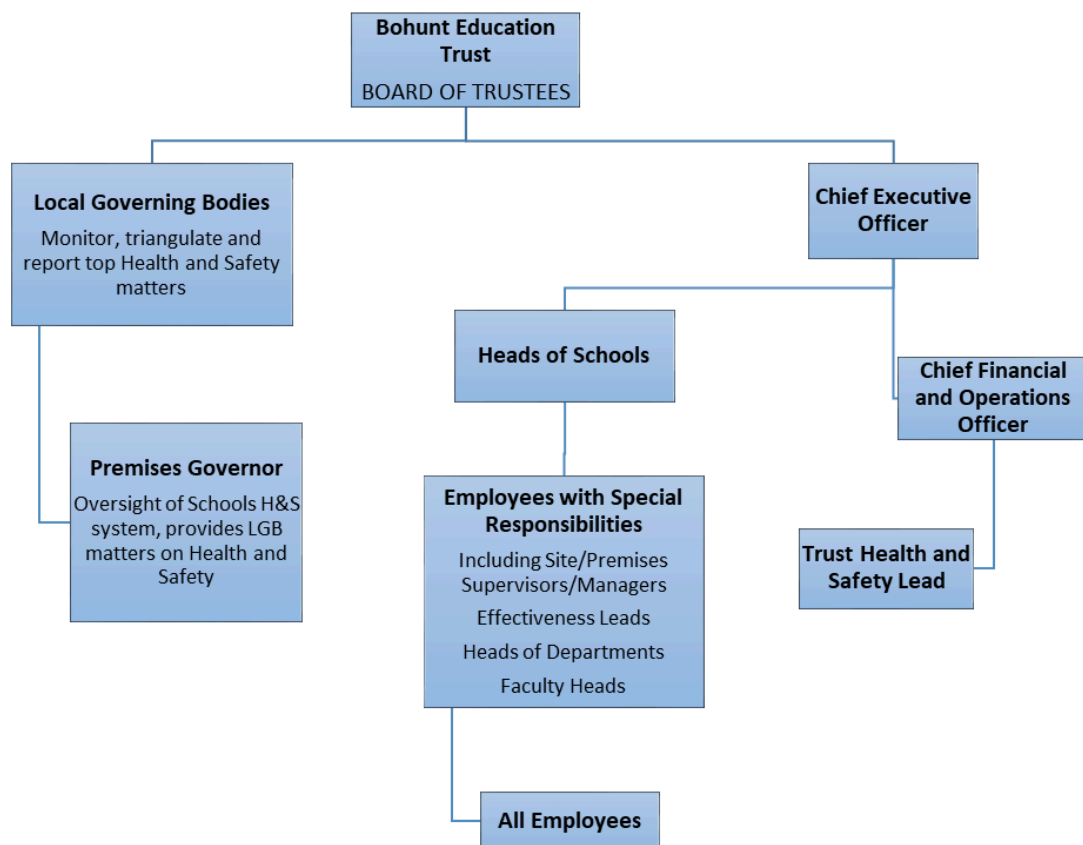 Bohunt Education
Trust
BOARD OF TRUSTEES
Local Governing Bodies
Monitor, triangulate and
report top Health and Safety
matters
Chief Executive
Officer
Heads of Schools
Chief Financial
and Operations
Officer
Premises Governor
Oversight of Schools H&S
system, provides LGB
matters on Health and
Safety
Employees with Special
Responsibilities
Including Site/Premises
Supervisors/Managers
Effectiveness Leads
Heads of Departments
Faculty Heads
Trust Health and
Safety Lead
All Employees